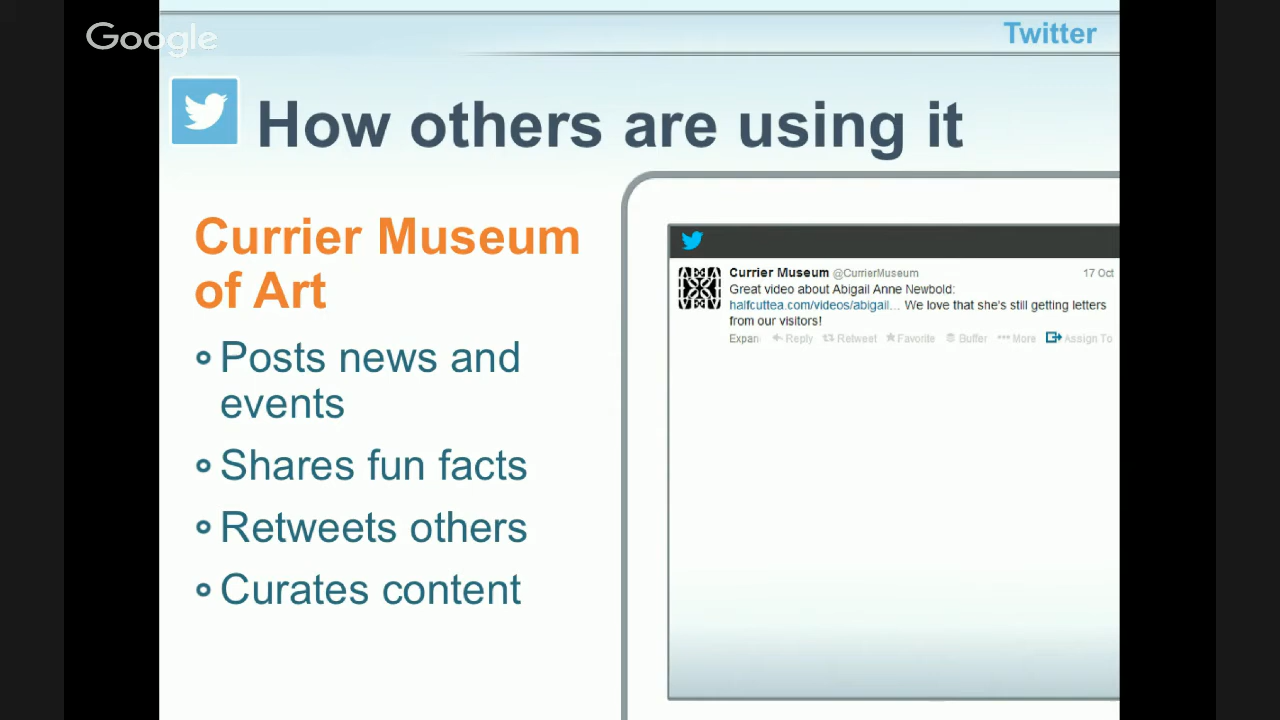 Google
Twitter
How others are using it
Currier Museum
of Art
Posts news and
events
Shares fun facts
Retweets others
Curates content
Currier Museum @CurrierMuseum 17 Oct
Great video about Abigail Anne Newbold:
halfcuttea.com/videos/abigail... We love that she's still getting letters
from our visitors!
Expan Reply Retweet Favorite Buffer More Assign To